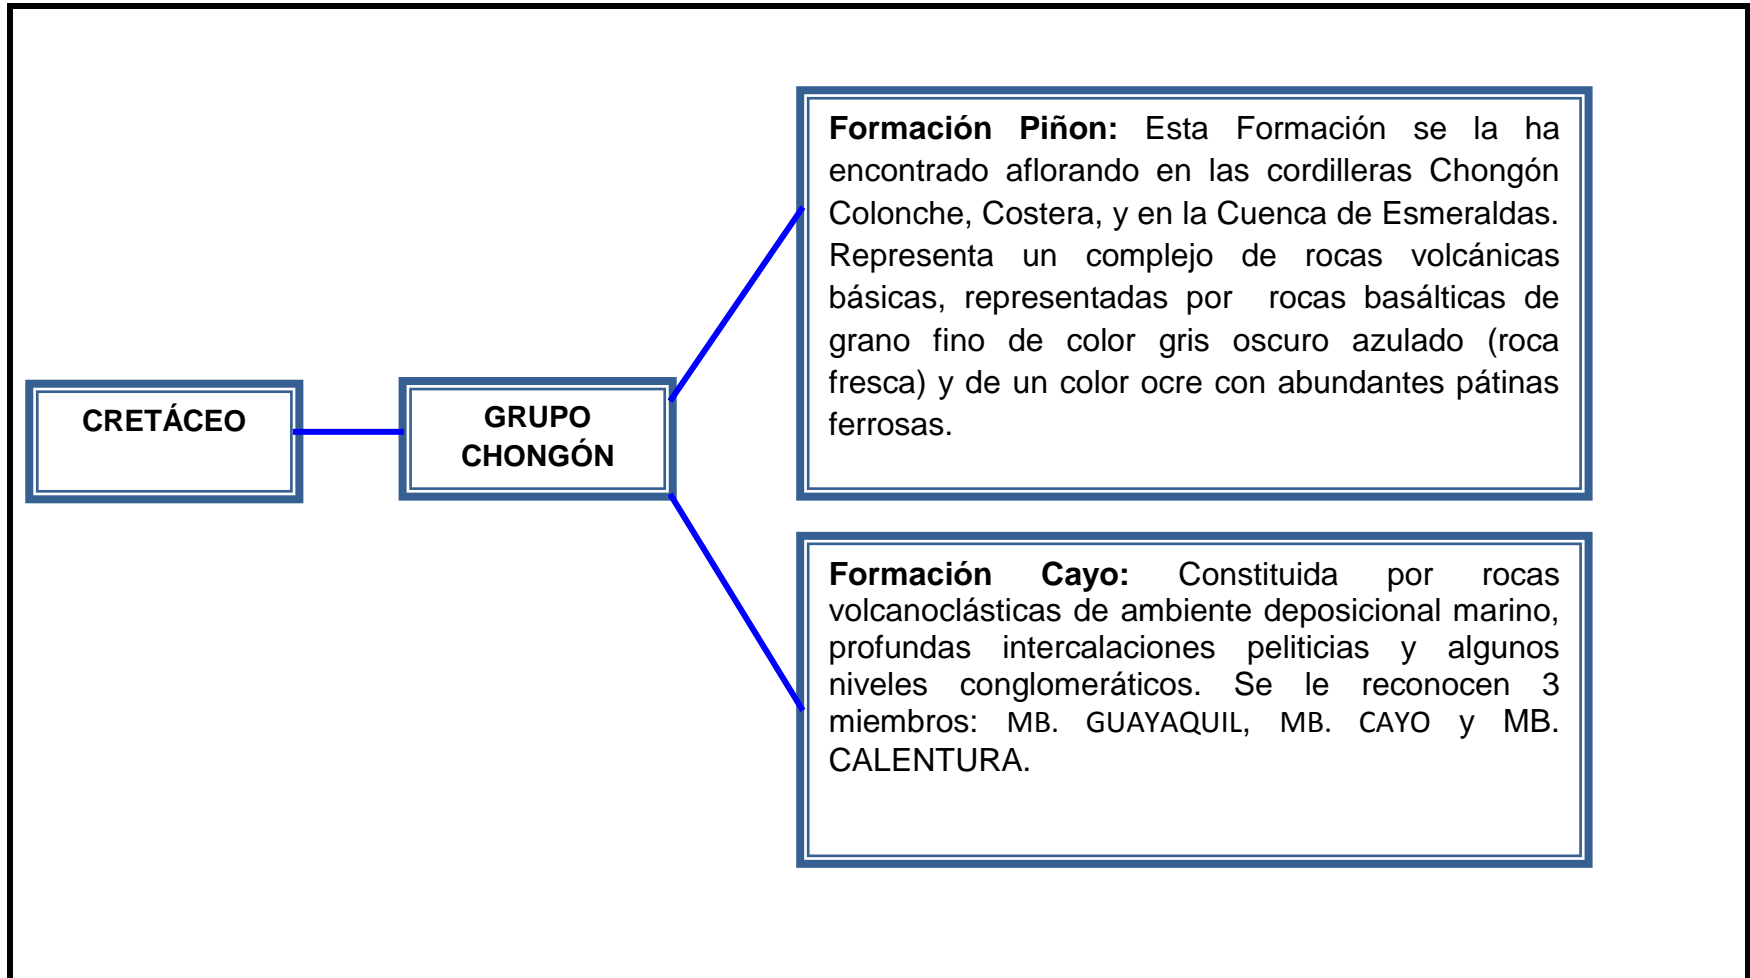 CRETÁCEO
GRUPO
CHONGÓN
Formación Piñon: Esta Formación se la ha
encontrado aflorando en las cordilleras Chongón
Colonche, Costera, y en la Cuenca de Esmeraldas.
Representa un complejo de rocas volcánicas
básicas, representadas por rocas basálticas de
grano fino de color gris oscuro azulado (roca
fresca) y de un color ocre con abundantes pátinas
ferrosas.
Formación Cayo: Constituida por rocas
volcanoclásticas de ambiente deposicional marino,
profundas intercalaciones peliticias y algunos
niveles conglomeráticos. Se le reconocen 3
miembros: MB. GUAYAQUIL, MB. CAYO y MB.
CALENTURA.